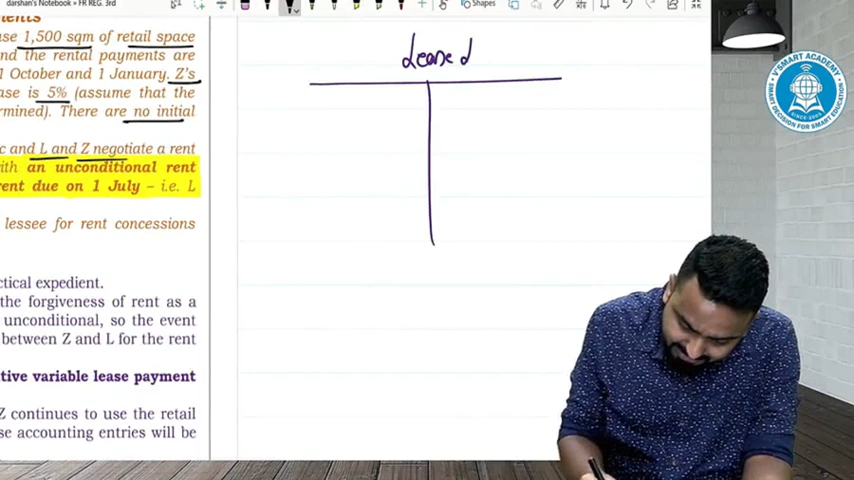 darshan's Notebook » FR REG. 3rd
Shapes
ase 1,500 sqm of retail space
nd the rental payments are
1 October and 1 January. Z's
ase is 5% (assume that the
rmined). There are no initial
c and L and Z negotiate a rent
ith an unconditional rent
rent due on 1 July – i.e. L
lessee for rent concessions
ctical expedient.
the forgiveness of rent as a
unconditional, so the event
between Z and L for the rent
tive variable lease payment
Z continues to use the retail
se accounting entries will be
Lease d
V'SMART ACADEMY
SINCE-2003
SMART DECISION FOR SMART EDUCATION